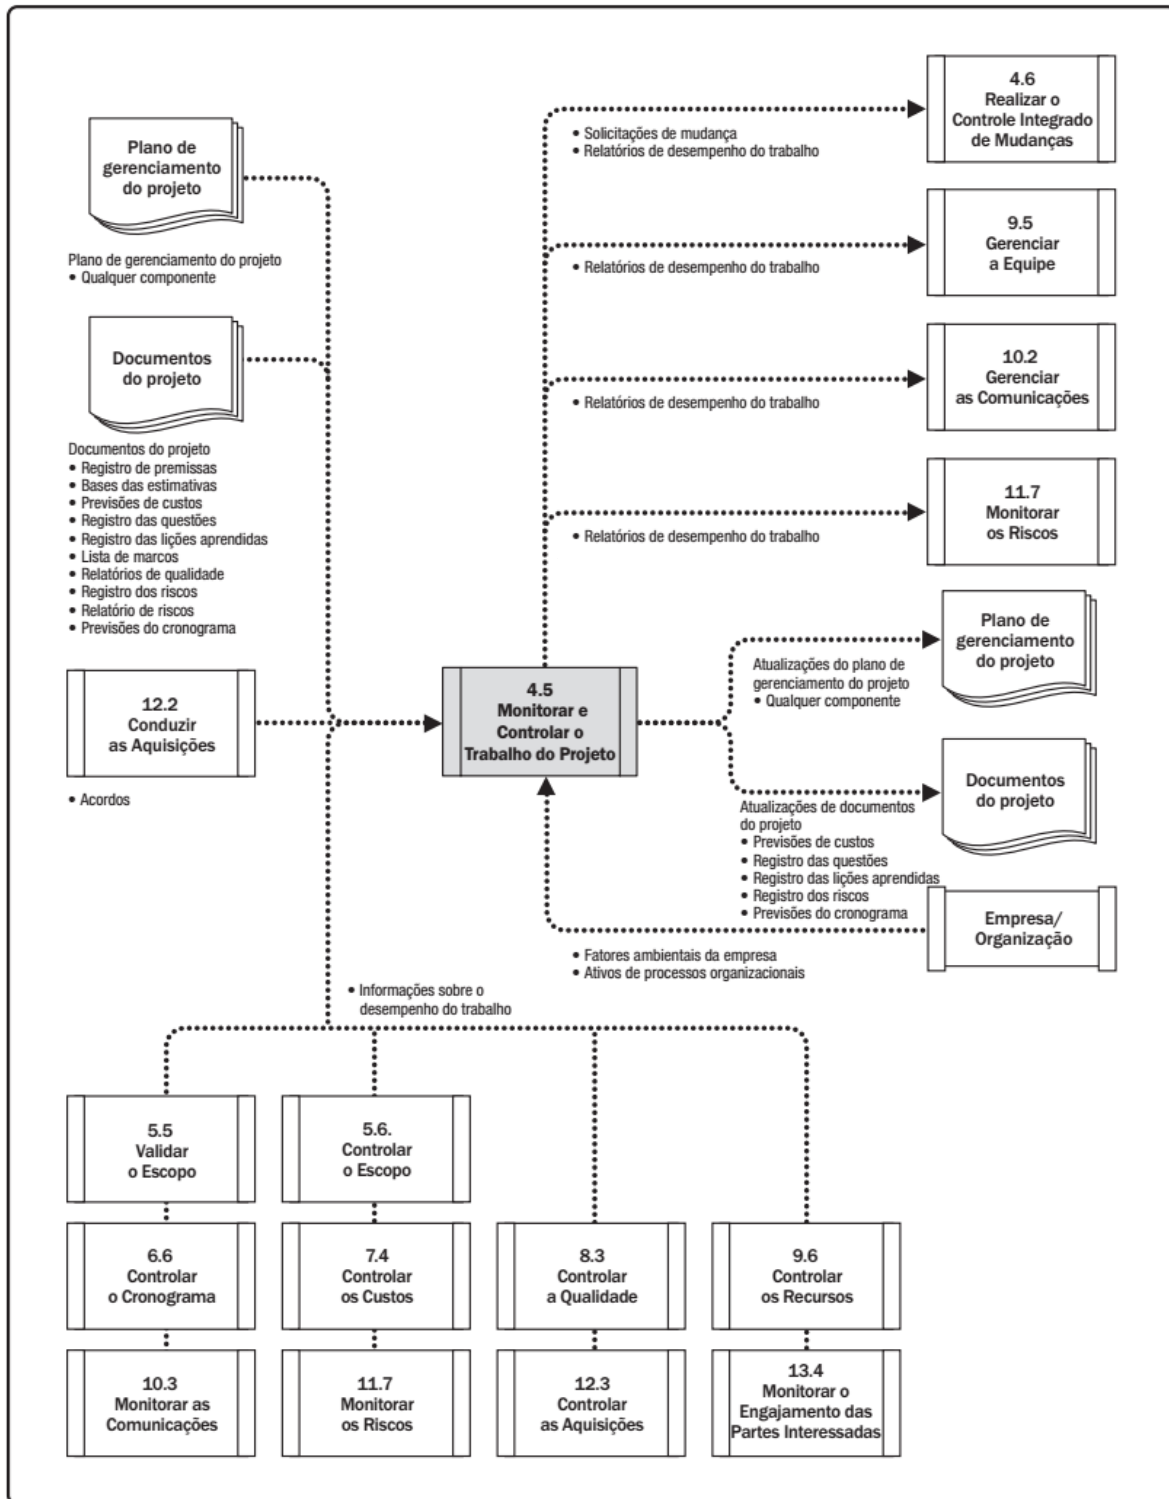 Plano de
gerenciamento
do projeto
Plano de gerenciamento do projeto
• Qualquer componente
Documentos
do projeto
Documentos do projeto
• Registro de premissas
• Bases das estimativas
• Previsões de custos
• Registro das questões
• Registro das lições aprendidas
• Lista de marcos
• Relatórios de qualidade
• Registro dos riscos
• Relatório de riscos
• Previsões do cronograma
12.2
Conduzir
as Aquisições
• Acordos
4.5
Monitorar e
Controlar o
Trabalho do Projeto
• Solicitações de mudança
• Relatórios de desempenho do trabalho
4.6
Realizar o
Controle Integrado
de Mudanças
• Relatórios de desempenho do trabalho
9.5
Gerenciar
a Equipe
• Relatórios de desempenho do trabalho
10.2
Gerenciar
as Comunicações
• Relatórios de desempenho do trabalho
11.7
Monitorar
os Riscos
Atualizações do plano de
gerenciamento do projeto
• Qualquer componente
Plano de
gerenciamento
do projeto
Atualizações de documentos
do projeto
• Previsões de custos
• Registro das questões
• Registro das lições aprendidas
• Registro dos riscos
• Previsões do cronograma
Documentos
do projeto
Empresa/
Organização
• Fatores ambientais da empresa
• Ativos de processos organizacionais
• Informações sobre o
desempenho do trabalho
5.5
Validar
o Escopo
5.6.
Controlar
o Escopo
6.6
Controlar
o Cronograma
7.4
Controlar
os Custos
8.3
Controlar
a Qualidade
9.6
Controlar
os Recursos
10.3
Monitorar as
Comunicações
11.7
Monitorar
os Riscos
12.3
Controlar
as Aquisições
13.4
Monitorar o
Engajamento das
Partes Interessadas